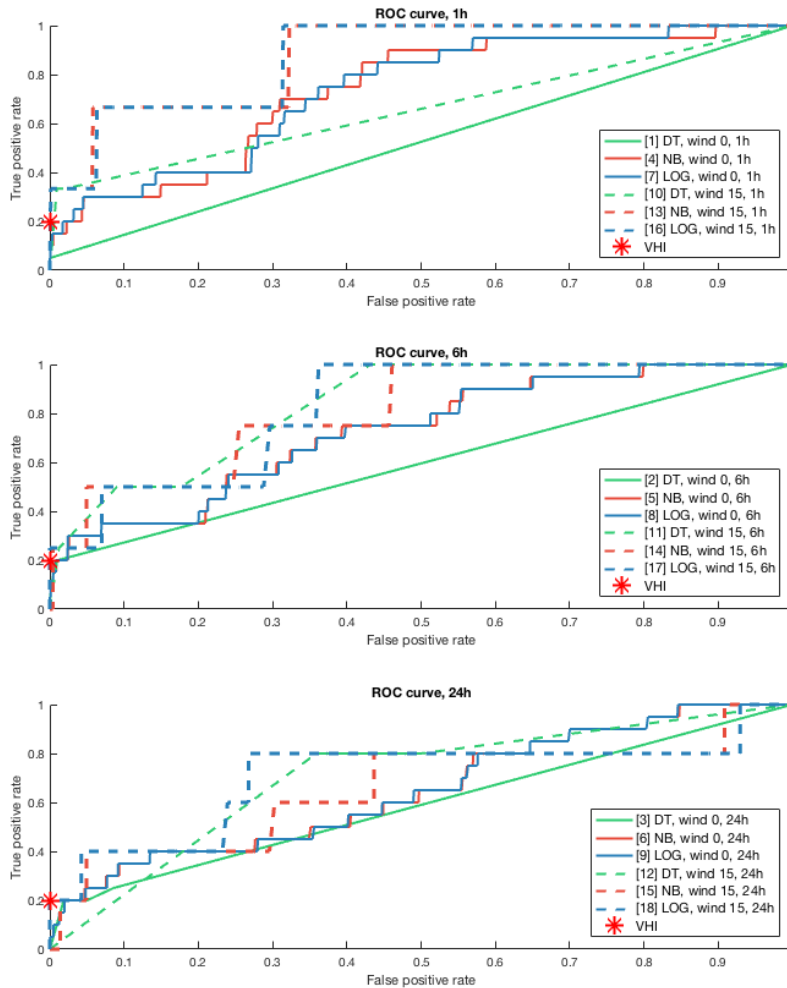 ROC curve, 1h
1
0.8
0.6
0.4
0.2
0
True positive rate
[1] DT, wind 0, 1h
[4] NB, wind 0, 1h
[7] LOG, wind 0, 1h
[10] DT, wind 15, 1h
[13] NB, wind 15, 1h
[16] LOG, wind 15, 1h
VHI
0 0.1 0.2 0.3 0.4 0.5 0.6 0.7 0.8 0.9
False positive rate
ROC curve, 6h
1
0.8
0.6
0.4
0.2
0
True positive rate
[2] DT, wind 0, 6h
[5] NB, wind 0, 6h
[8] LOG, wind 0, 6h
[11] DT, wind 15, 6h
[14] NB, wind 15, 6h
[17] LOG, wind 15, 6h
VHI
0 0.1 0.2 0.3 0.4 0.5 0.6 0.7 0.8 0.9
False positive rate
ROC curve, 24h
1
0.8
0.6
0.4
0.2
0
True positive rate
[3] DT, wind 0, 24h
[6] NB, wind 0, 24h
[9] LOG, wind 0, 24h
[12] DT, wind 15, 24h
[15] NB, wind 15, 24h
[18] LOG, wind 15, 24h
VHI
0 0.1 0.2 0.3 0.4 0.5 0.6 0.7 0.8 0.9
False positive rate